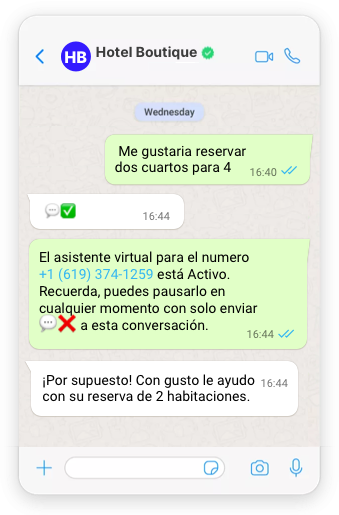 HB Hotel Boutique
Wednesday
Me gustaria reservar
dos cuartos para 4
16:40
💬✅
16:44
El asistente virtual para el numero
+1 (619) 374-1259 está Activo.
Recuerda, puedes pausarlo en
cualquier momento con solo enviar
💬❌ a esta conversación.
16:44
¡Por supuesto! Con gusto le ayudo 16:44
con su reserva de 2 habitaciones.